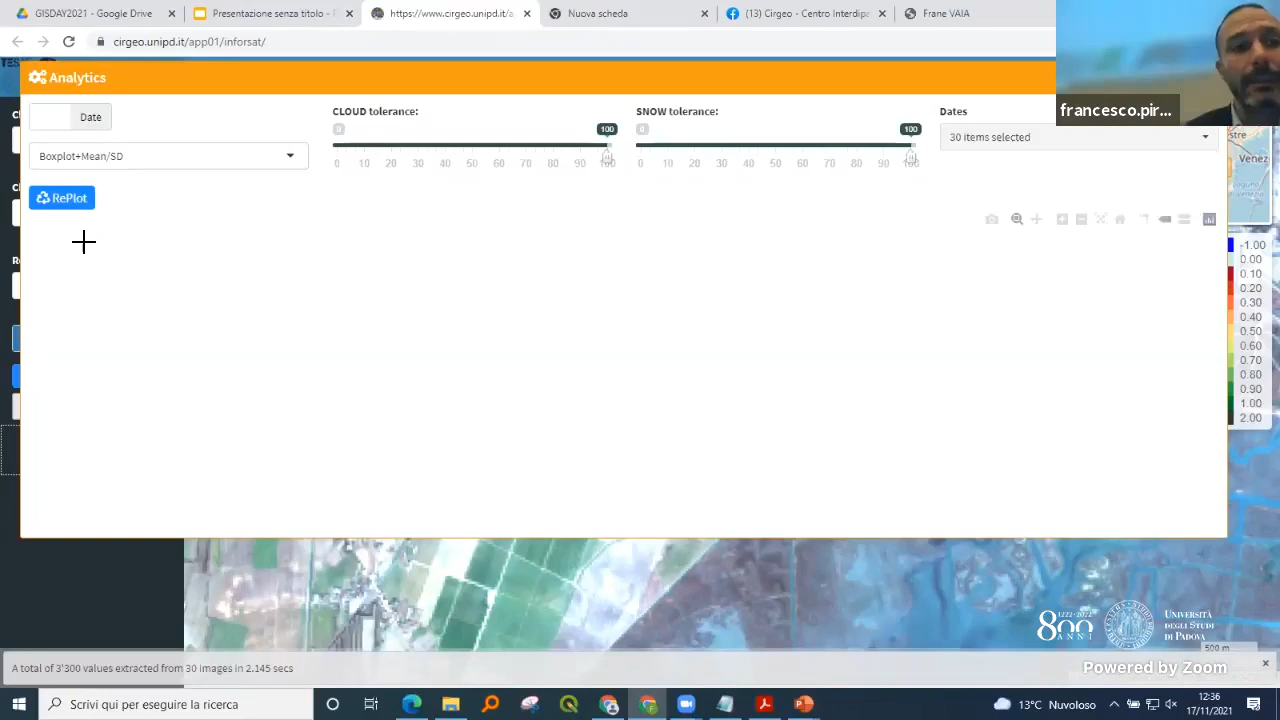 GISDAY2021 - Google Drive
Presentazione senza titolo - P
https://www.cirgeo.unipd.it/a
Nuova scheda
(13) Cirgeo - Centro Interdipa
Frane VAIA
cirgeo.unipd.it/app01/inforsat/
Analytics
francesco.pir...
Date
CLOUD tolerance:
SNOW tolerance:
Dates
0 100
0 100
30 items selected
Boxplot+Mean/SD
0 10 20 30 40 50 60 70 80 90 100
0 10 20 30 40 50 60 70 80 90 100
Venez
RePlot
-1.00
0.00
0.10
0.20
0.30
0.40
0.50
0.60
0.70
0.80
0.90
1.00
2.00
1222·2022
800
ANNI
UNIVERSITÀ
DEGLI STUDI
DI PADOVA
500 m
A total of 3'300 values extracted from 30 images in 2.145 secs
Powered by Zoom
Scrivi qui per eseguire la ricerca
13°C Nuvoloso
12:36
17/11/2021